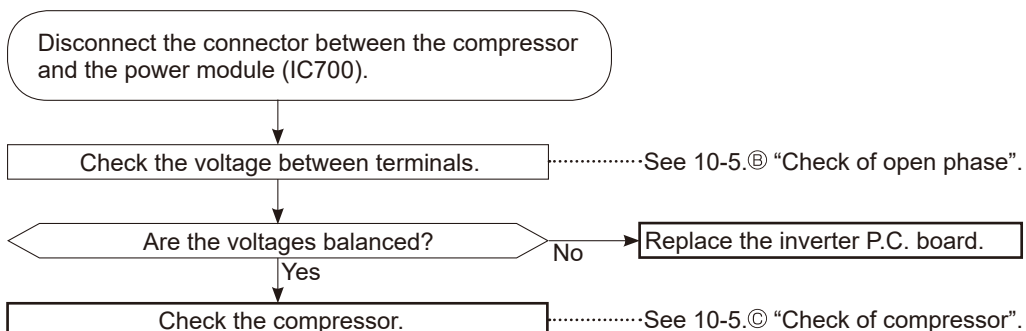 Disconnect the connector between the compressor
and the power module (IC700).
Check the voltage between terminals.
See 10-5.Ⓑ “Check of open phase”.
Are the voltages balanced?
No
Replace the inverter P.C. board.
Yes
Check the compressor.
See 10-5.Ⓒ “Check of compressor”.